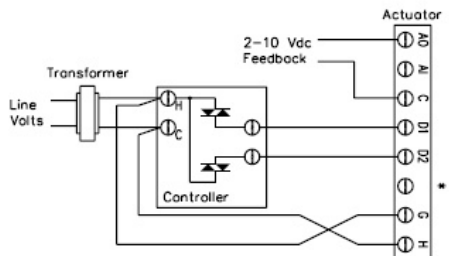 Actuator
2-10 Vdc
Feedback
AO
AI
C
D1
D2
*
G
H
Transformer
Line
Volts
H
C
Controller